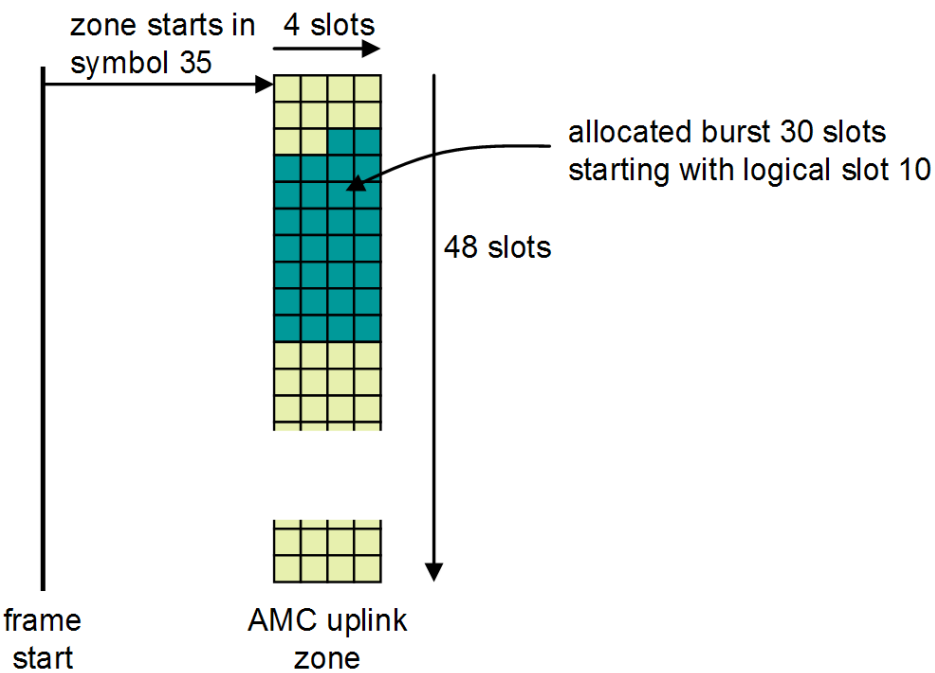 zone starts in
symbol 35
4 slots
allocated burst 30 slots
starting with logical slot 10
48 slots
frame
start
AMC uplink
zone